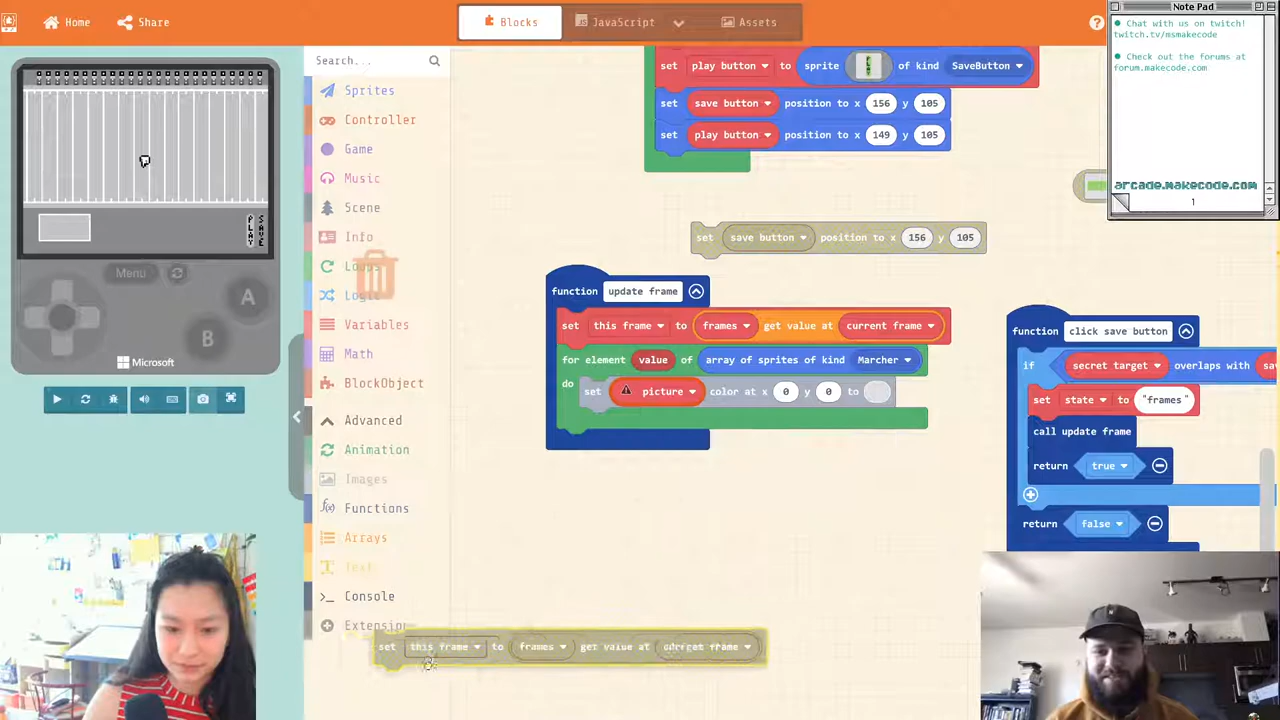 Home
Share
Blocks
JavaScript
Assets
?
Note Pad
Chat with us on twitch!
twitch.tv/msmakecode
Check out the forums at
forum.makecode.com
arcade.makecode.com
1
PLAY
SAVE
Menu
A
B
Microsoft
Search...
Sprites
Controller
Game
Music
Scene
Info
Loops
Logic
Variables
Math
BlockObject
Advanced
Animation
Images
Functions
Arrays
Text
Console
Extensions
set play button to sprite of kind SaveButton
set save button position to x 156 y 105
set play button position to x 149 y 105
set save button position to x 156 y 105
function update frame
set this frame to frames get value at current frame
for element value of array of sprites of kind Marcher
do set picture color at x 0 y 0 to
function click save button
if secret target overlaps with
set state to "frames"
call update frame
return true
return false
set this frame to frames get value at current frame